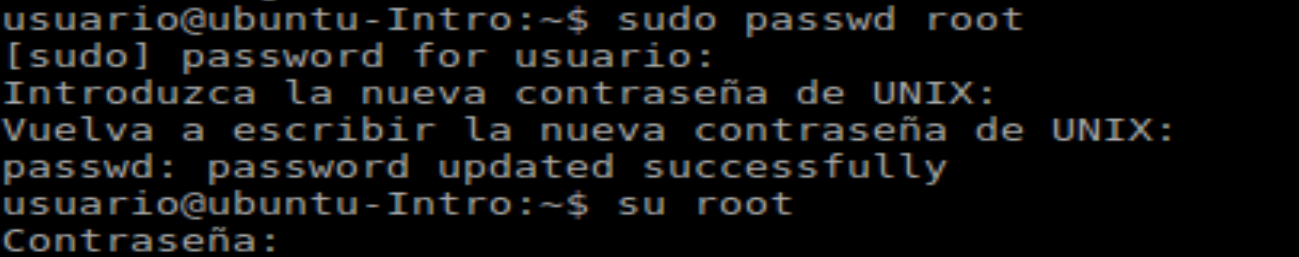 usuario@ubuntu-Intro:~$ sudo passwd root
[sudo] password for usuario:
Introduzca la nueva contraseña de UNIX:
Vuelva a escribir la nueva contraseña de UNIX:
passwd: password updated successfully
usuario@ubuntu-Intro:~$ su root
Contraseña: